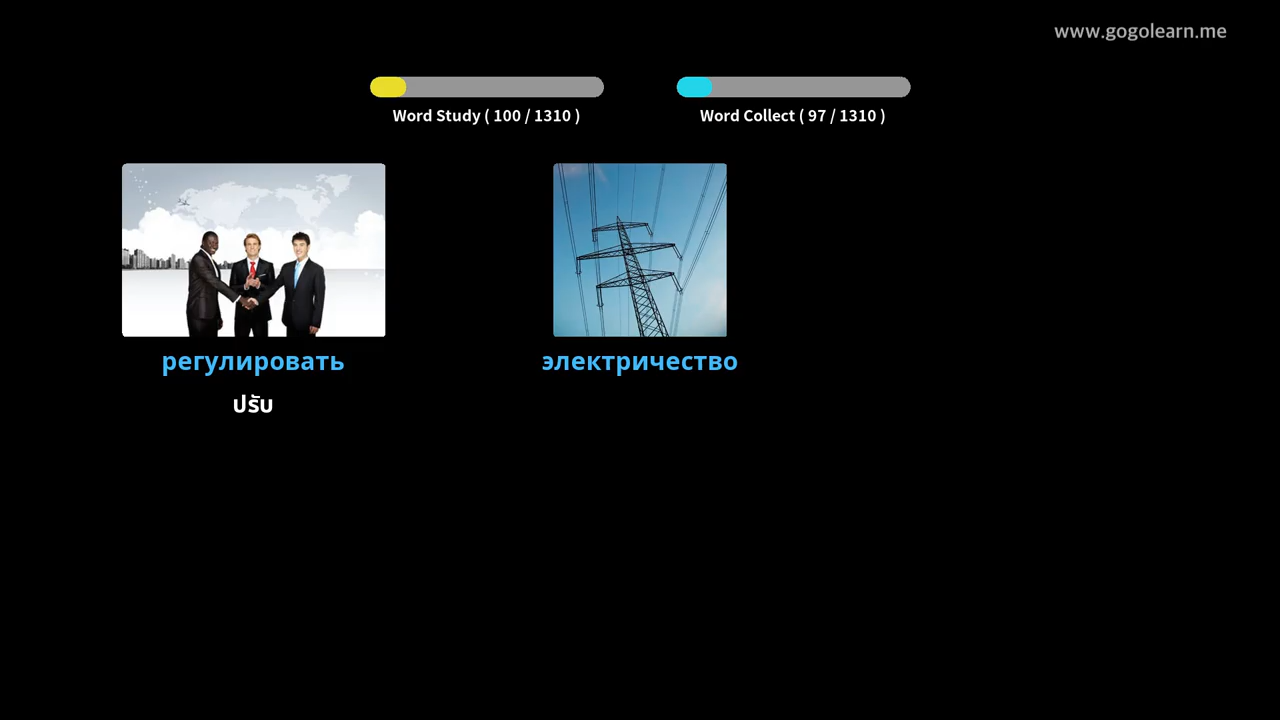 www.gogolearn.me
Word Study ( 100 / 1310 )
Word Collect ( 97 / 1310 )
регулировать
электричество
ปรับ